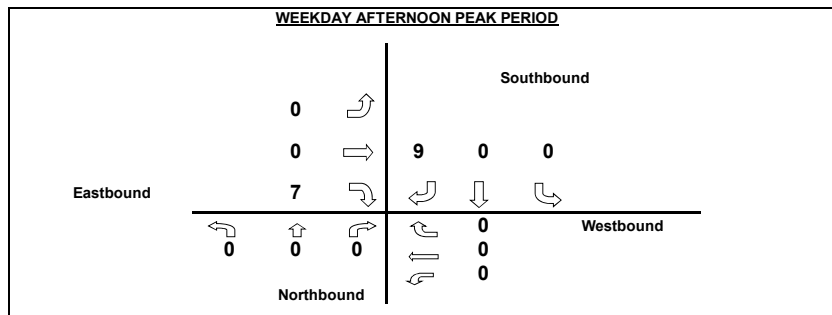 WEEKDAY AFTERNOON PEAK PERIOD
Southbound
0
0 9 0 0
Eastbound 7
0 Westbound
0 0 0 0
0
Northbound